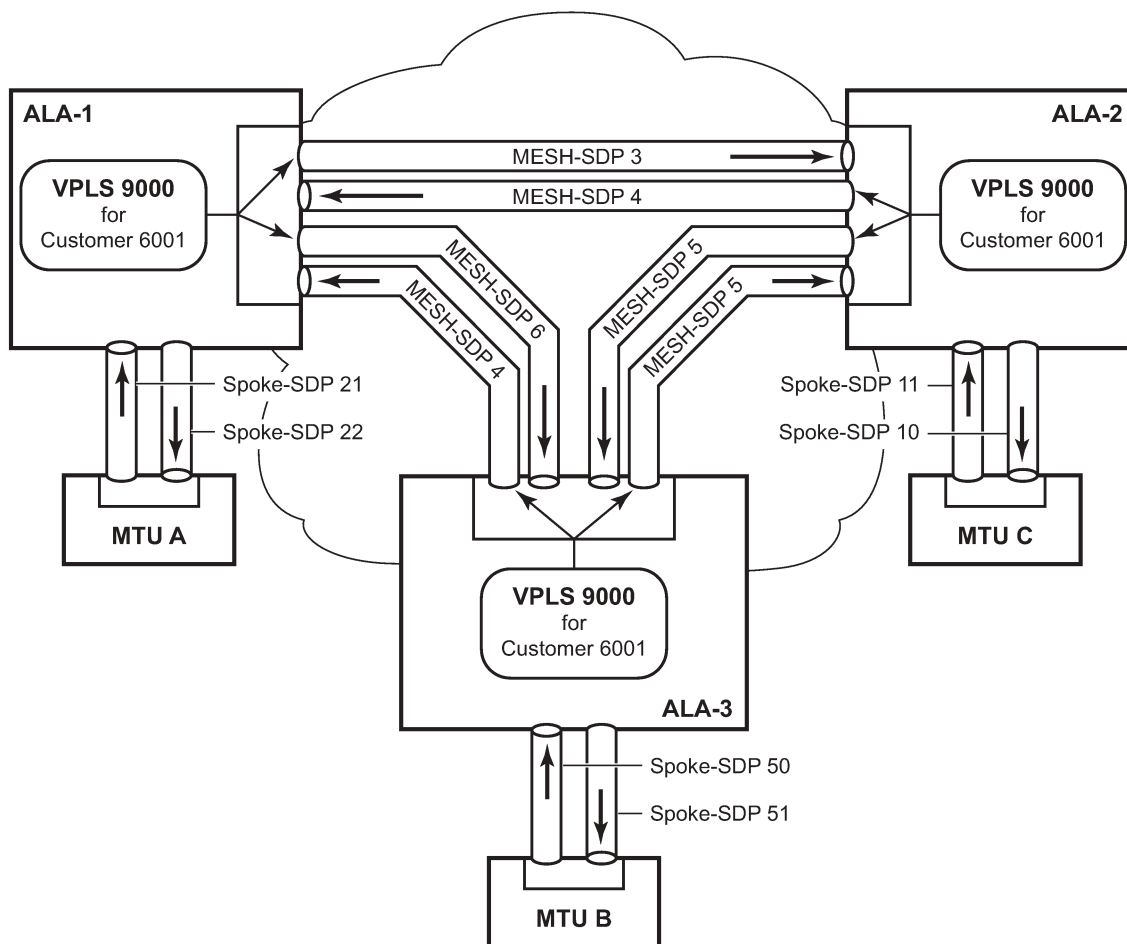 ALA-1
ALA-2
MESH-SDP 3
VPLS 9000
for
Customer 6001
MESH-SDP 4
VPLS 9000
for
Customer 6001
MESH-SDP 6
MESH-SDP 5
MESH-SDP 4
MESH-SDP 5
Spoke-SDP 21
Spoke-SDP 22
Spoke-SDP 11
Spoke-SDP 10
MTU A
MTU C
VPLS 9000
for
Customer 6001
ALA-3
Spoke-SDP 50
Spoke-SDP 51
MTU B